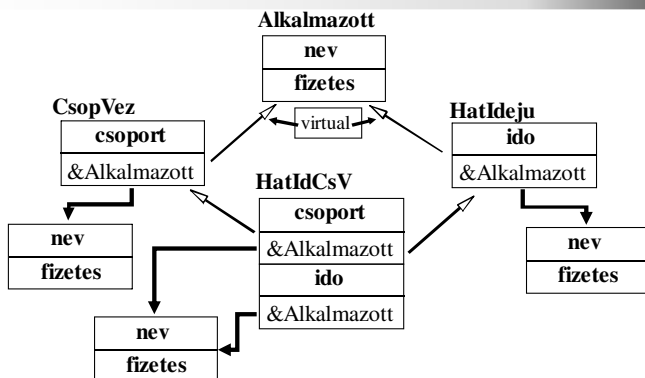 Alkalmazott
nev
fizetes
CsopVez
csoport
&Alkalmazott
virtual
HatIdeju
ido
&Alkalmazott
HatIdCsV
csoport
&Alkalmazott
ido
&Alkalmazott
nev
fizetes
nev
fizetes
nev
fizetes